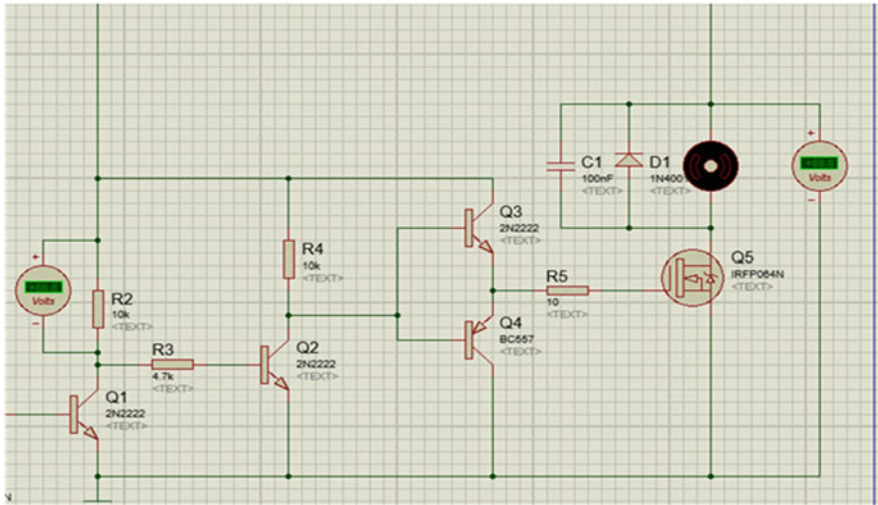 C1
100nF
<TEXT>
D1
1N4001
<TEXT>
Volts
Q3
2N2222
<TEXT>
R4
10k
<TEXT>
Q5
IRFP064N
<TEXT>
Volts
R2
10k
<TEXT>
R5
10
<TEXT>
Q4
BC557
<TEXT>
R3
4.7k
<TEXT>
Q2
2N2222
<TEXT>
Q1
2N2222
<TEXT>